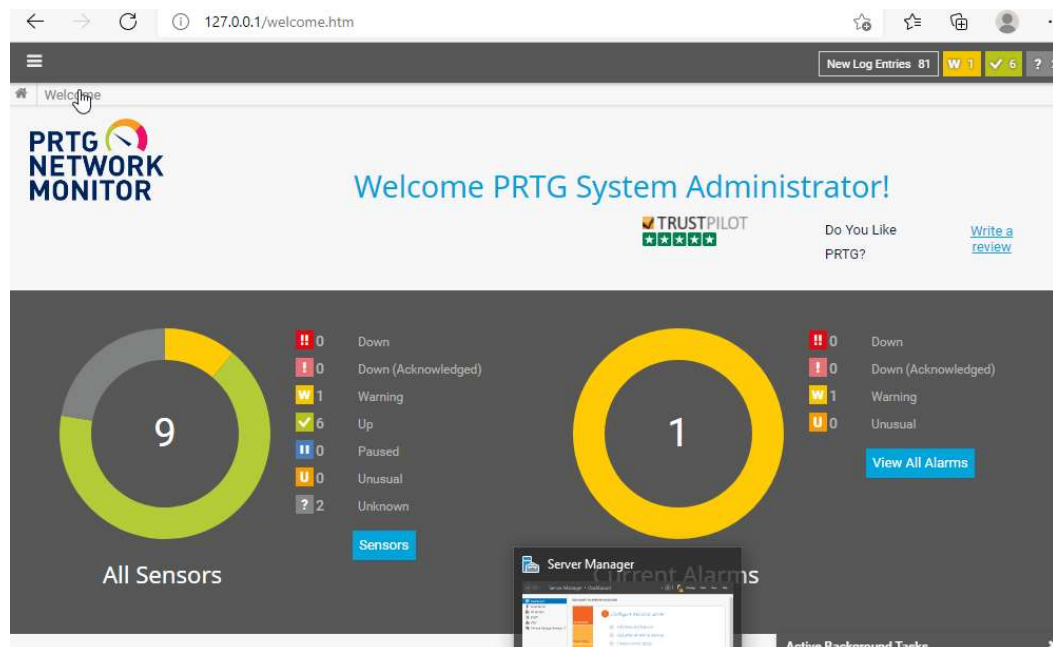 127.0.0.1/welcome.htm
New Log Entries 81 W 1 6 ?
Welcome
PRTG
NETWORK
MONITOR
Welcome PRTG System Administrator!
TRUSTPILOT
Do You Like
PRTG?
Write a
review
9
!! 0 Down
! 0 Down (Acknowledged)
W 1 Warning
6 Up
0 Paused
U 0 Unusual
? 2 Unknown
Sensors
All Sensors
1
!! 0 Down
! 0 Down (Acknowledged)
W 1 Warning
U 0 Unusual
View All Alarms
Current Alarms
Server Manager
Active Background Tasks